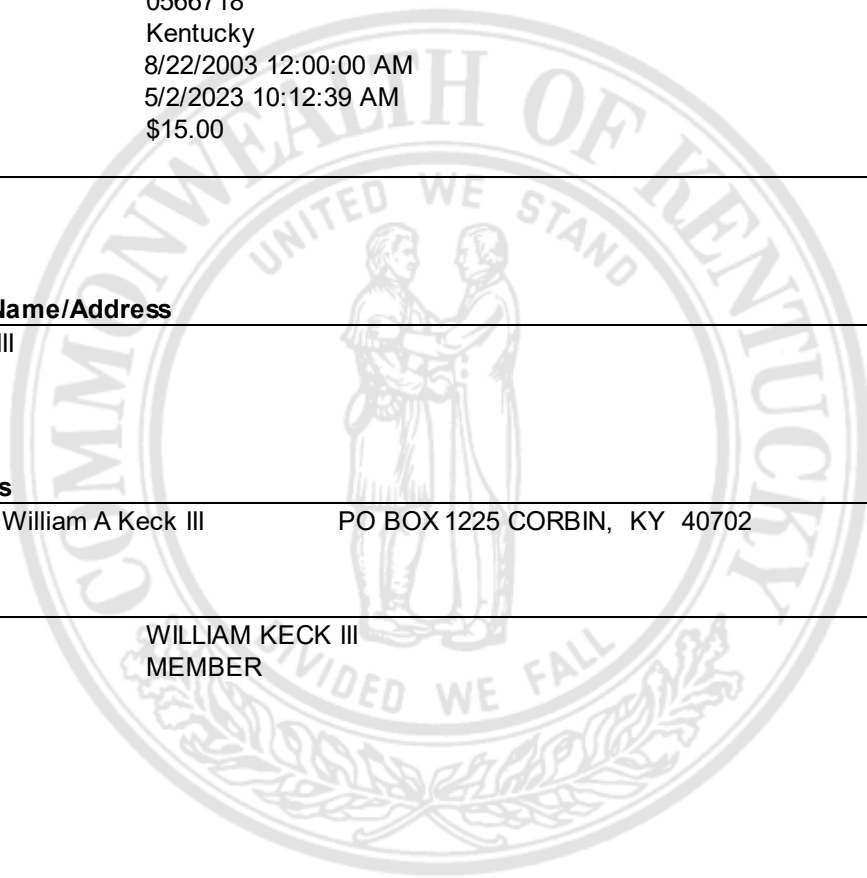 0566718
Kentucky
8/22/2003 12:00:00 AM
5/2/2023 10:12:39 AM
$15.00
COMMONWEALTH OF KENTUCKY
UNITED WE STAND
Name/Address
III
s
William A Keck III PO BOX 1225 CORBIN, KY 40702
WILLIAM KECK III
MEMBER
DIVIDED WE FALL